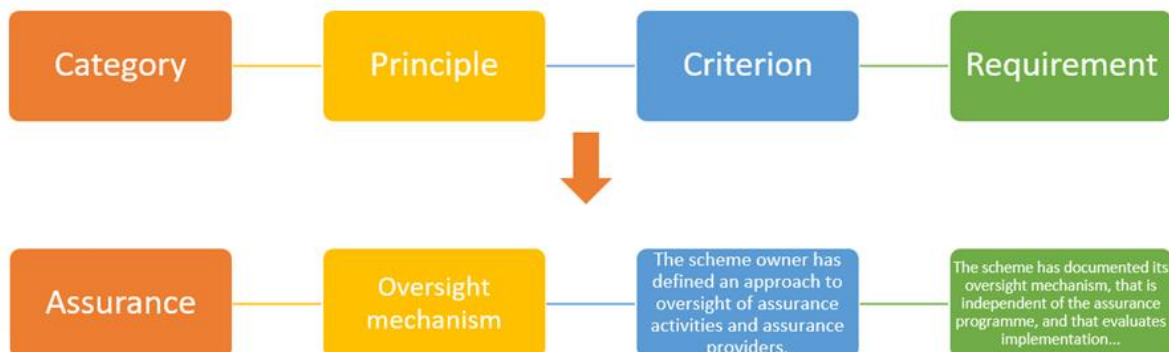 Category
Principle
Criterion
Requirement
Assurance
Oversight
mechanism
The scheme owner has
defined an approach to
oversight of assurance
activities and assurance
providers.
The scheme has documented its
oversight mechanism, that is
independent of the assurance
programme, and that evaluates
implementation...